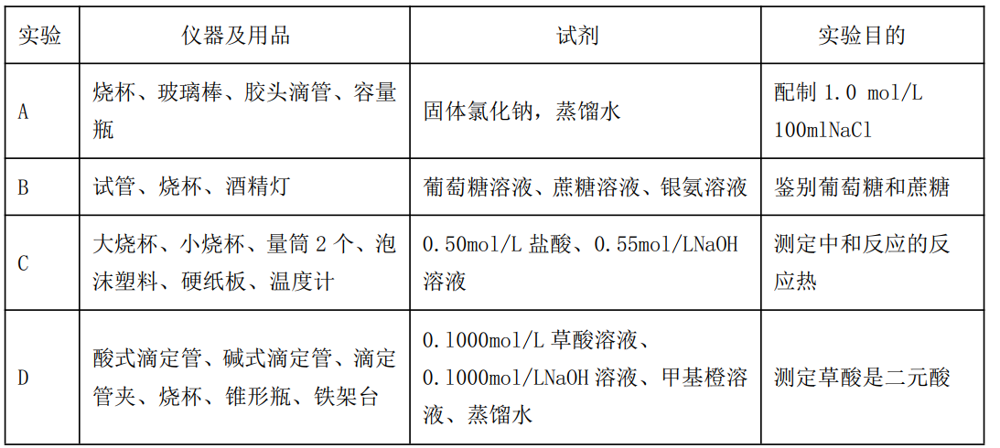 实验 仪器及用品 试剂 实验目的
A 烧杯、玻璃棒、胶头滴管、容量
瓶 固体氯化钠，蒸馏水 配制 1.0 mol/L
100mlNaCl
B 试管、烧杯、酒精灯 葡萄糖溶液、蔗糖溶液、银氨溶液 鉴别葡萄糖和蔗糖
C 大烧杯、小烧杯、量筒 2 个、泡
沫塑料、硬纸板、温度计 0.50mol/L 盐酸、0.55mol/LNaOH
溶液 测定中和反应的反
应热
D 酸式滴定管、碱式滴定管、滴定
管夹、烧杯、锥形瓶、铁架台 0.l000mol/L 草酸溶液、
0.1000mol/LNaOH 溶液、甲基橙溶
液、蒸馏水 测定草酸是二元酸